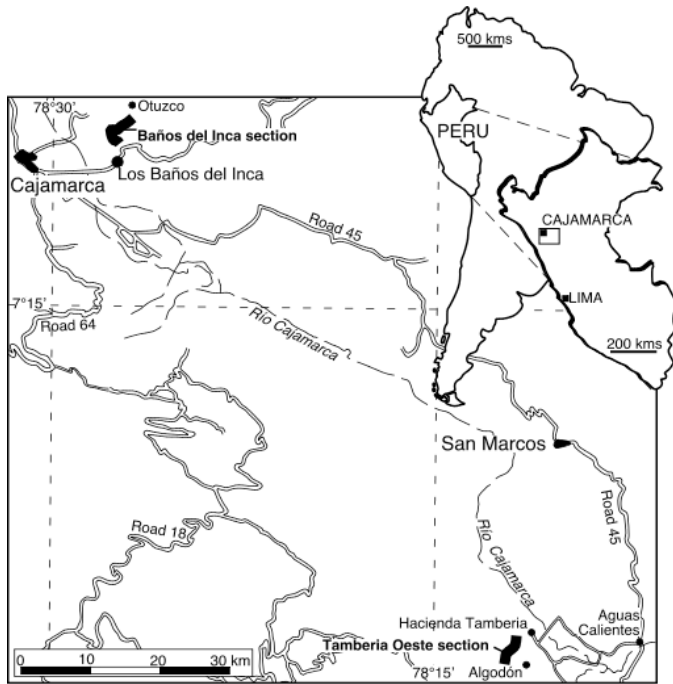 500 kms
78°30'
Otuzco
Baños del Inca section
PERU
Los Baños del Inca
Cajamarca
CAJAMARCA
Road 45
LIMA
7°15'
Road 64
Río Cajamarca
200 kms
San Marcos
Road 45
Road 18
Río Cajamarca
Hacienda Tamberia
Aguas
Calientes
Tamberia Oeste section
0 10 20 30 km
78°15'
Algodón